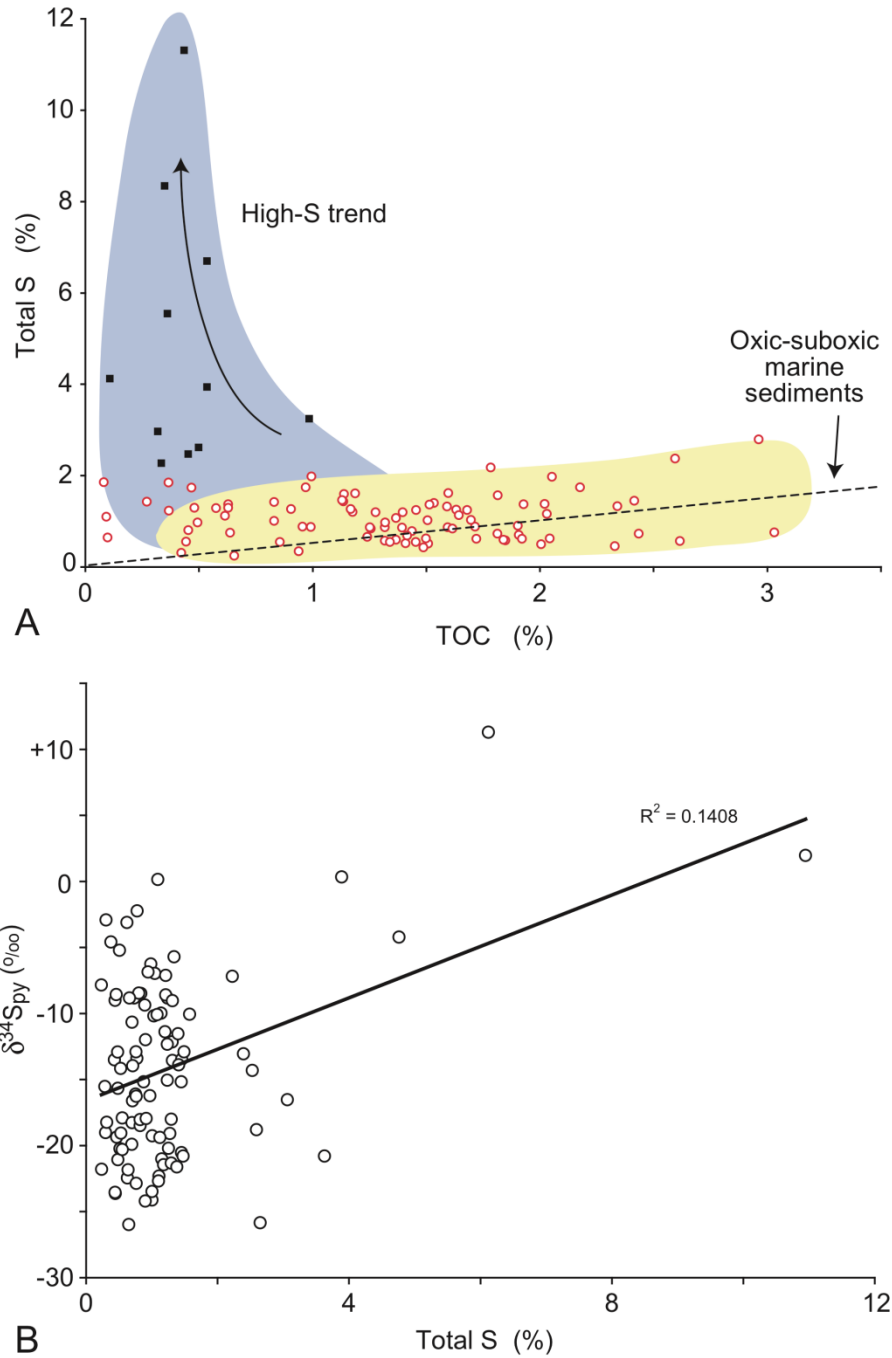 12
10
8
6
4
2
0
Total S (%)
High-S trend
Oxic-suboxic
marine
sediments
1
2
3
TOC (%)
A
+10
0
-10
-20
-30
δ34Spy (o/oo)
R2 = 0.1408
0
4
8
12
Total S (%)
B